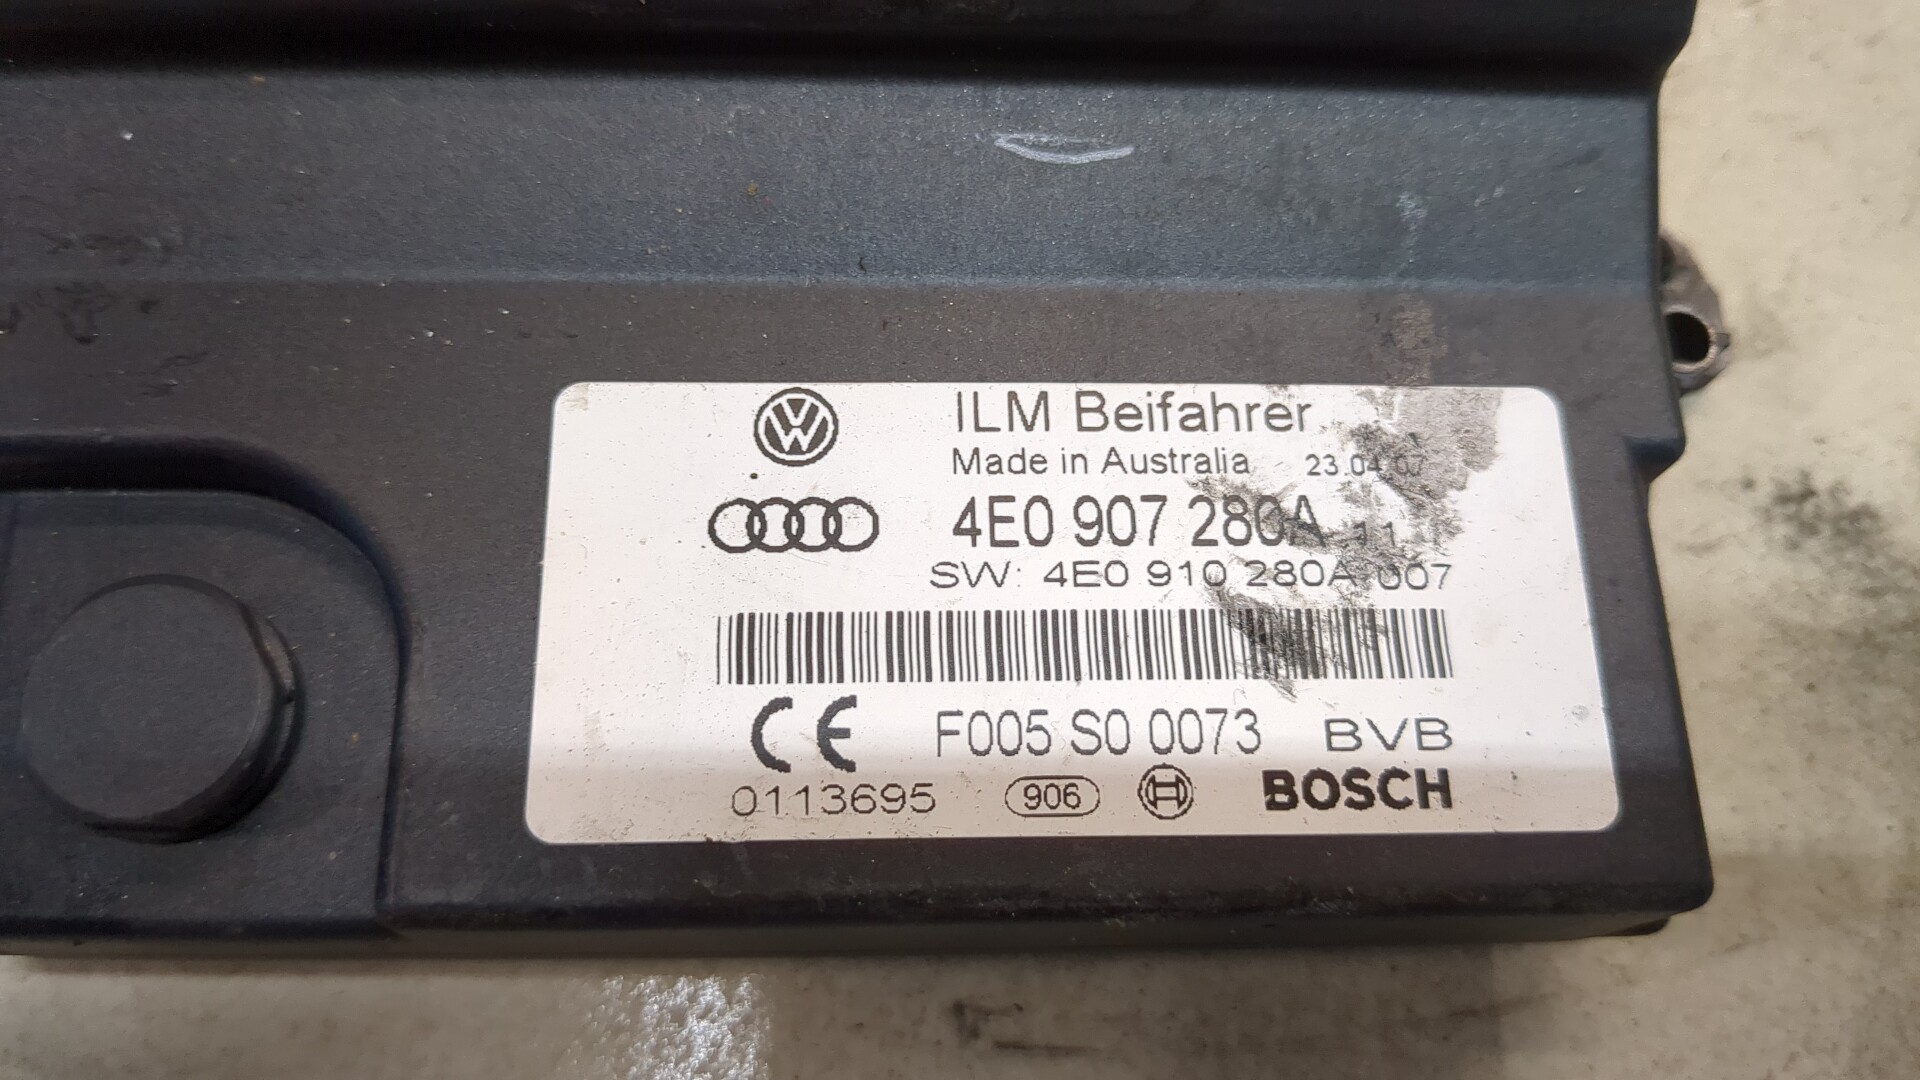 ILM Beifahrer
Made in Australia 23.04.07
4E0 907 280A 11
SW: 4E0 910 280A 007
CE F005 S0 0073 BVB
0113695 906 BOSCH